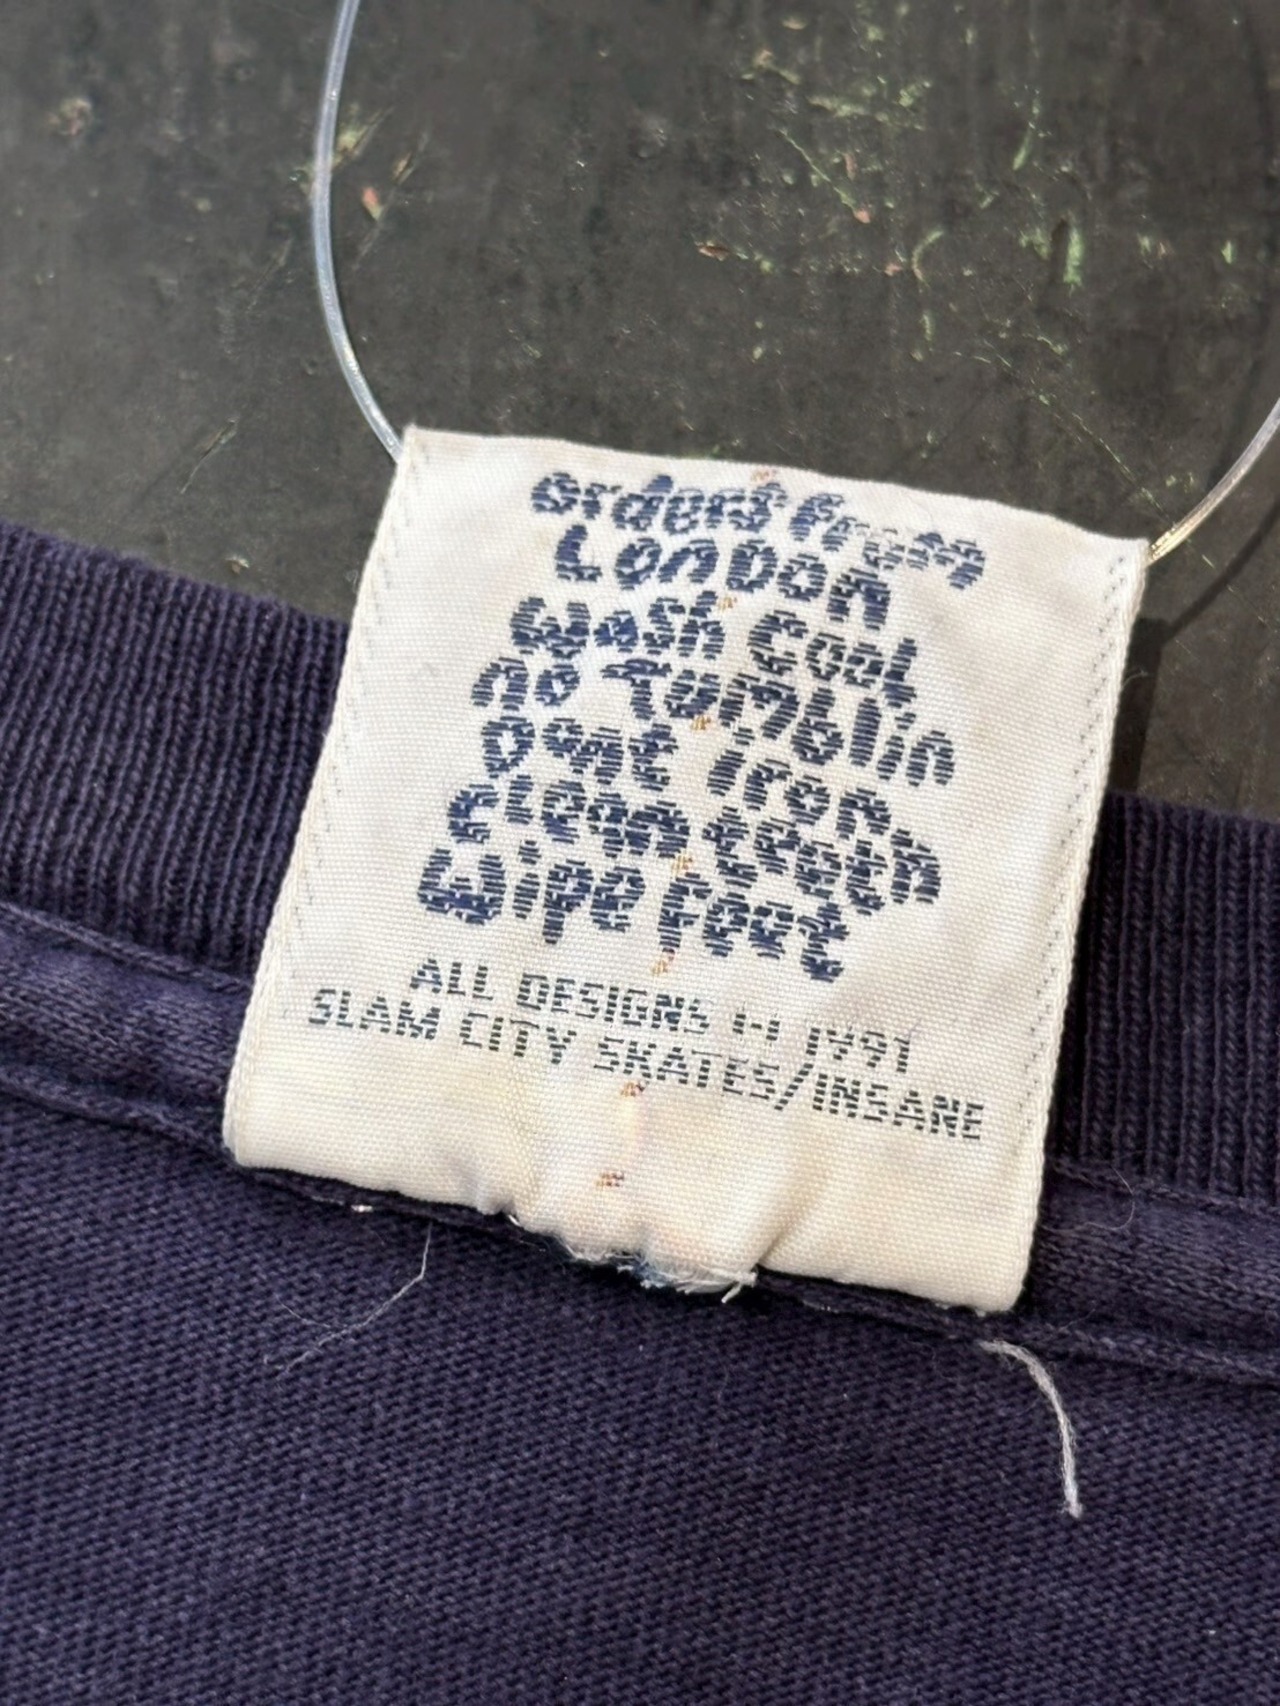 orders from
London
Wash cool
no tumblin
Dont iron
clean teeth
Wipe feet
ALL DESIGNS 1991
SLAM CITY SKATES/INSANE